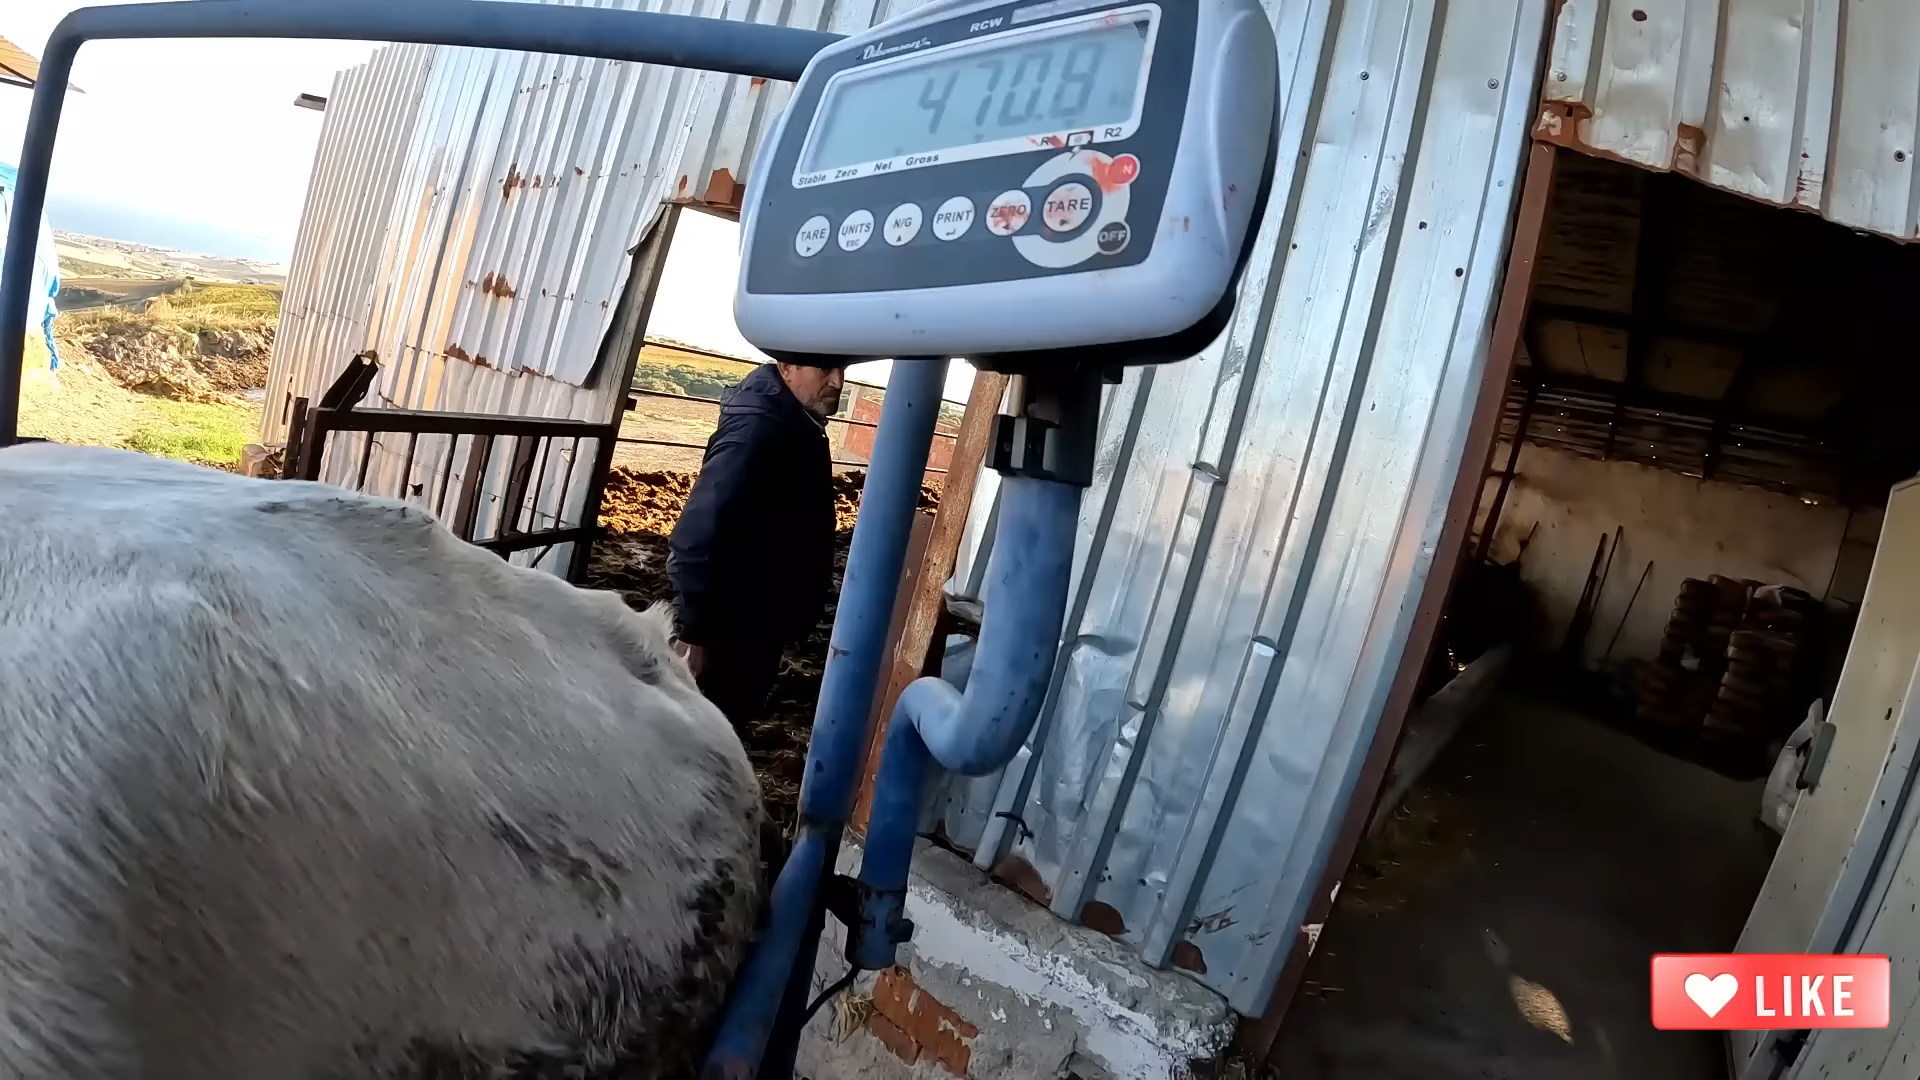 RCW
470.8
R R2
Stable Zero Net Gross
N
TARE UNITS N/G PRINT ZERO TARE
ESC
OFF
LIKE